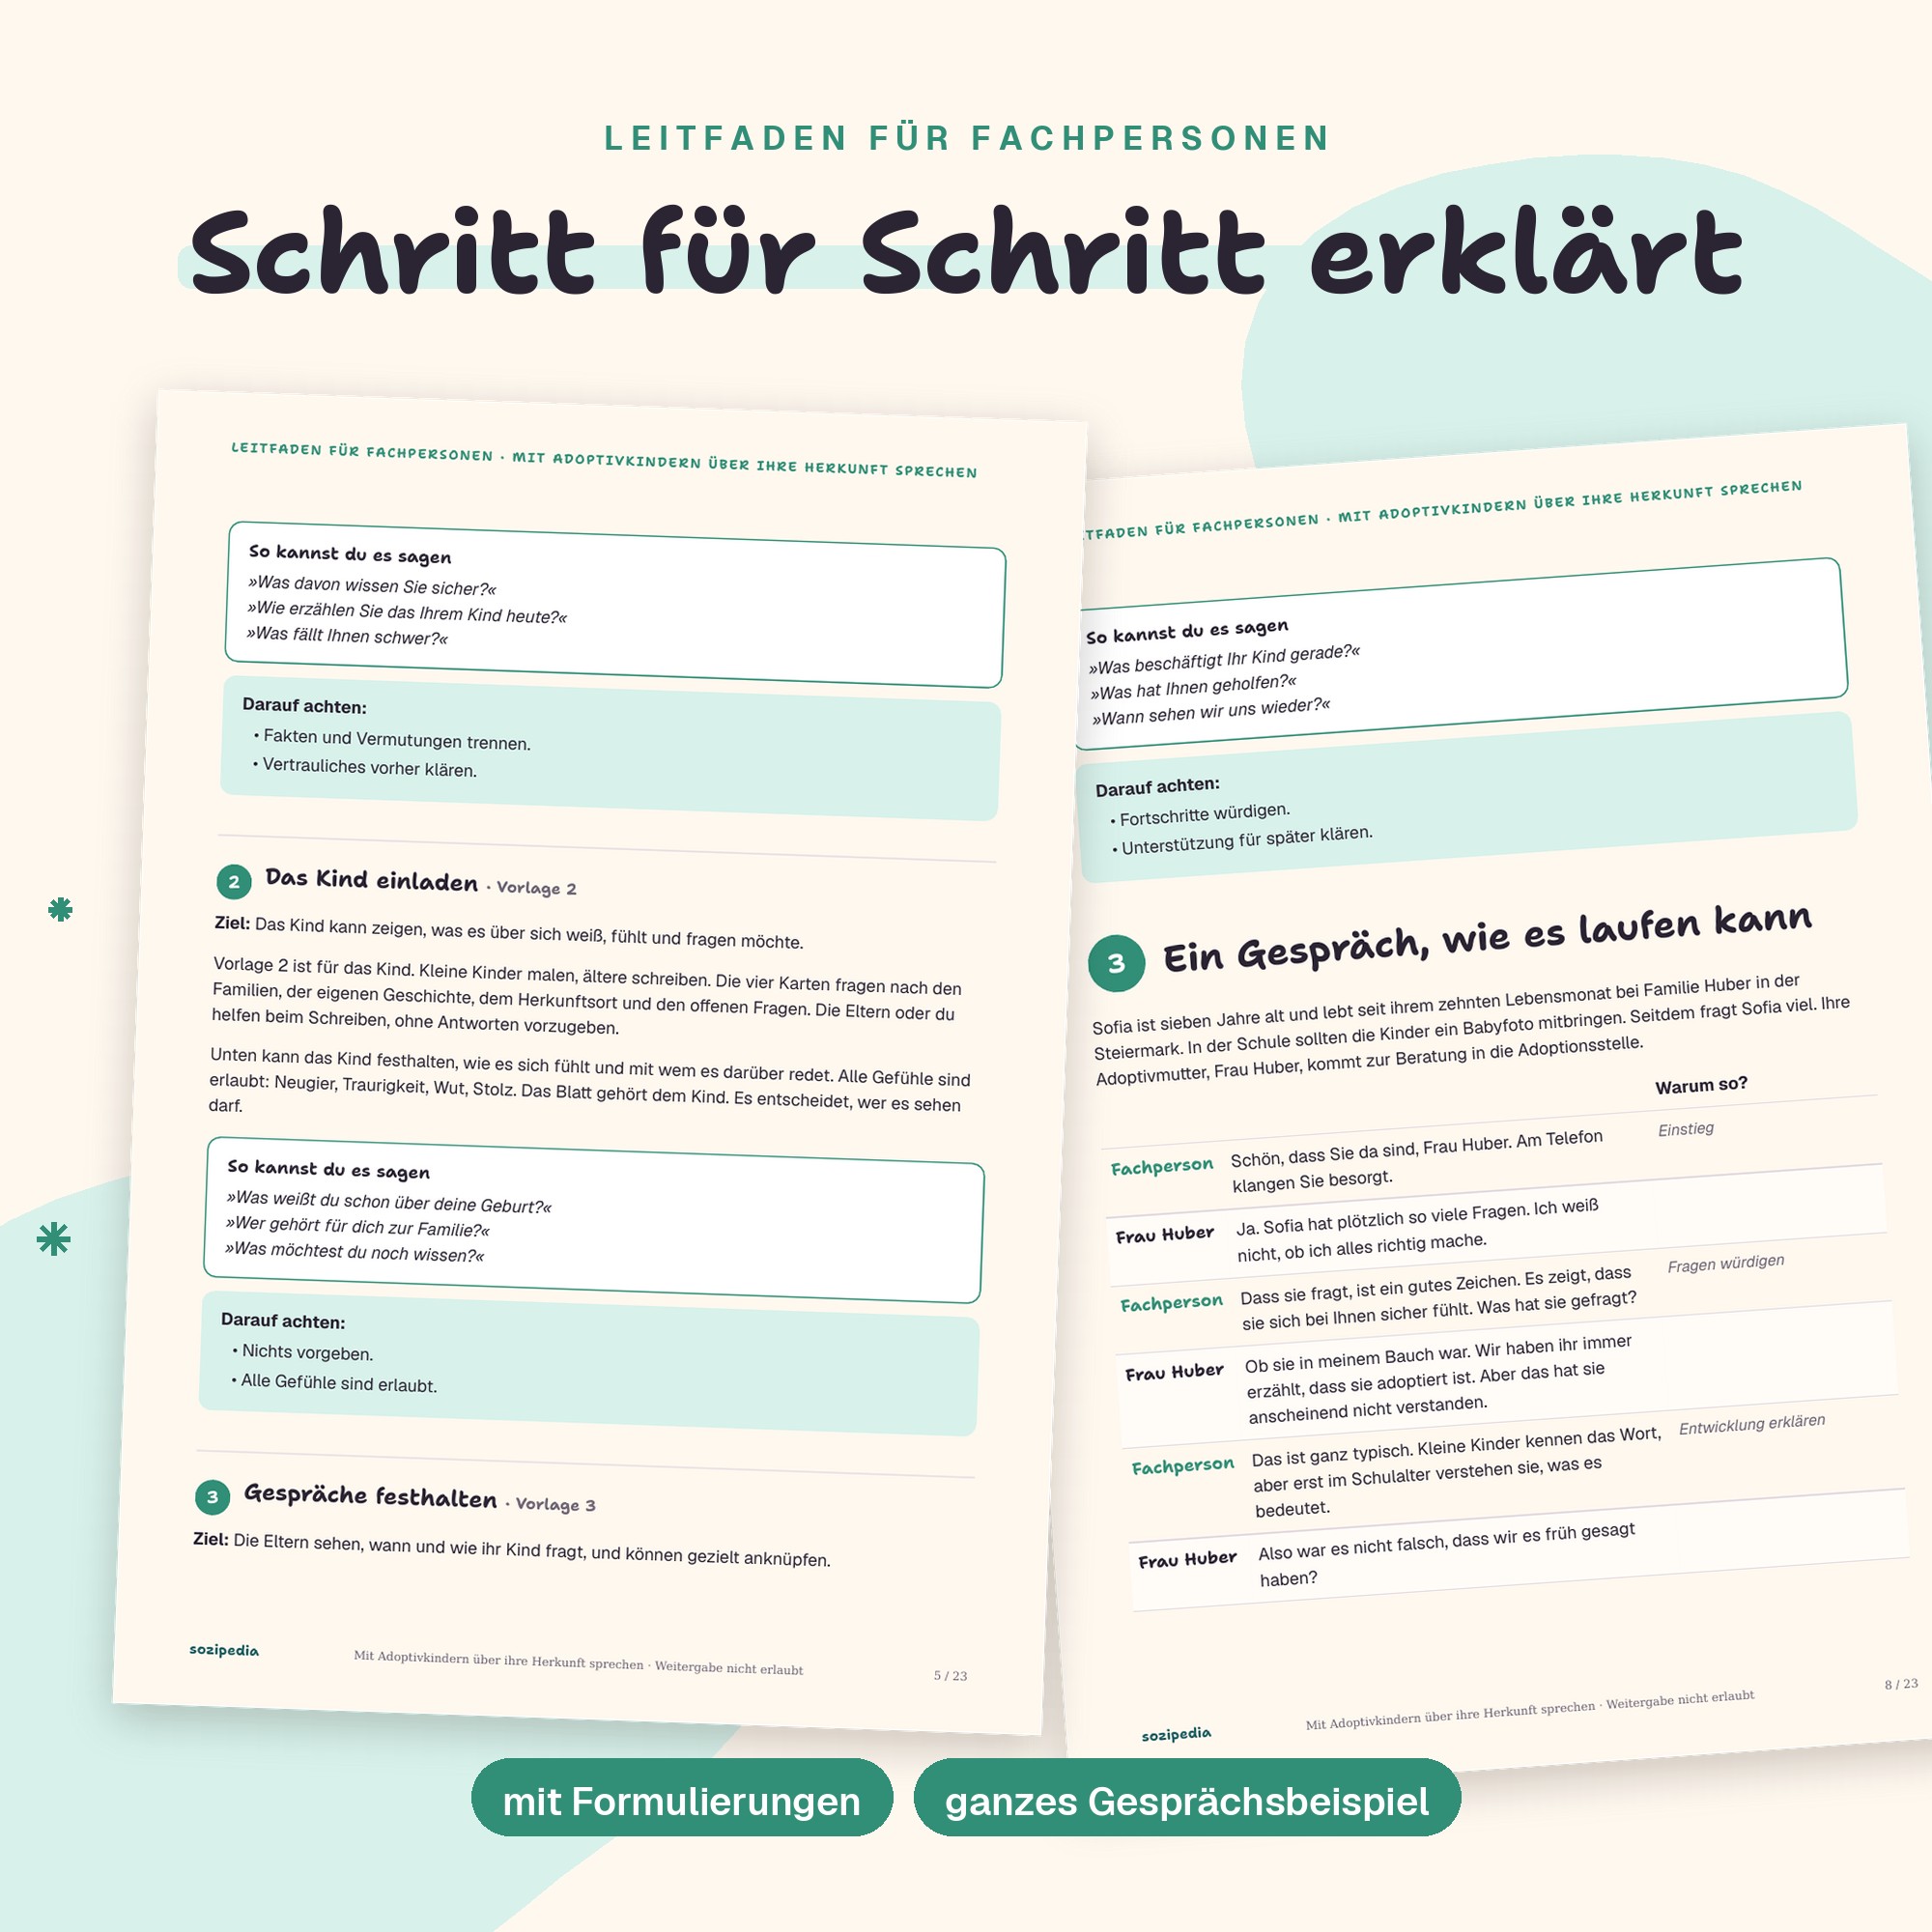 LEITFADEN FÜR FACHPERSONEN
Schritt für Schritt erklärt
LEITFADEN FÜR FACHPERSONEN · MIT ADOPTIVKINDERN ÜBER IHRE HERKUNFT SPRECHEN
So kannst du es sagen
»Was davon wissen Sie sicher?«
»Wie erzählen Sie das Ihrem Kind heute?«
»Was fällt Ihnen schwer?«
Darauf achten:
• Fakten und Vermutungen trennen.
• Vertrauliches vorher klären.
2 Das Kind einladen · Vorlage 2
Ziel: Das Kind kann zeigen, was es über sich weiß, fühlt und fragen möchte.
Vorlage 2 ist für das Kind. Kleine Kinder malen, ältere schreiben. Die vier Karten fragen nach den
Familien, der eigenen Geschichte, dem Herkunftsort und den offenen Fragen. Die Eltern oder du
helfen beim Schreiben, ohne Antworten vorzugeben.
Unten kann das Kind festhalten, wie es sich fühlt und mit wem es darüber redet. Alle Gefühle sind
erlaubt: Neugier, Traurigkeit, Wut, Stolz. Das Blatt gehört dem Kind. Es entscheidet, wer es sehen
darf.
So kannst du es sagen
»Was weißt du schon über deine Geburt?«
»Wer gehört für dich zur Familie?«
»Was möchtest du noch wissen?«
Darauf achten:
• Nichts vorgeben.
• Alle Gefühle sind erlaubt.
3 Gespräche festhalten · Vorlage 3
Ziel: Die Eltern sehen, wann und wie ihr Kind fragt, und können gezielt anknüpfen.
sozipedia Mit Adoptivkindern über ihre Herkunft sprechen · Weitergabe nicht erlaubt 5 / 23
TFADEN FÜR FACHPERSONEN · MIT ADOPTIVKINDERN ÜBER IHRE HERKUNFT SPRECHEN
So kannst du es sagen
»Was beschäftigt Ihr Kind gerade?«
»Was hat Ihnen geholfen?«
»Wann sehen wir uns wieder?«
Darauf achten:
• Fortschritte würdigen.
• Unterstützung für später klären.
3 Ein Gespräch, wie es laufen kann
Sofia ist sieben Jahre alt und lebt seit ihrem zehnten Lebensmonat bei Familie Huber in der
Steiermark. In der Schule sollten die Kinder ein Babyfoto mitbringen. Seitdem fragt Sofia viel. Ihre
Adoptivmutter, Frau Huber, kommt zur Beratung in die Adoptionsstelle.
Warum so?
Fachperson Schön, dass Sie da sind, Frau Huber. Am Telefon Einstieg
klangen Sie besorgt.
Frau Huber Ja. Sofia hat plötzlich so viele Fragen. Ich weiß
nicht, ob ich alles richtig mache.
Fachperson Dass sie fragt, ist ein gutes Zeichen. Es zeigt, dass Fragen würdigen
sie sich bei Ihnen sicher fühlt. Was hat sie gefragt?
Frau Huber Ob sie in meinem Bauch war. Wir haben ihr immer
erzählt, dass sie adoptiert ist. Aber das hat sie
anscheinend nicht verstanden.
Fachperson Das ist ganz typisch. Kleine Kinder kennen das Wort, Entwicklung erklären
aber erst im Schulalter verstehen sie, was es
bedeutet.
Frau Huber Also war es nicht falsch, dass wir es früh gesagt
haben?
sozipedia Mit Adoptivkindern über ihre Herkunft sprechen · Weitergabe nicht erlaubt 8 / 23
mit Formulierungen
ganzes Gesprächsbeispiel